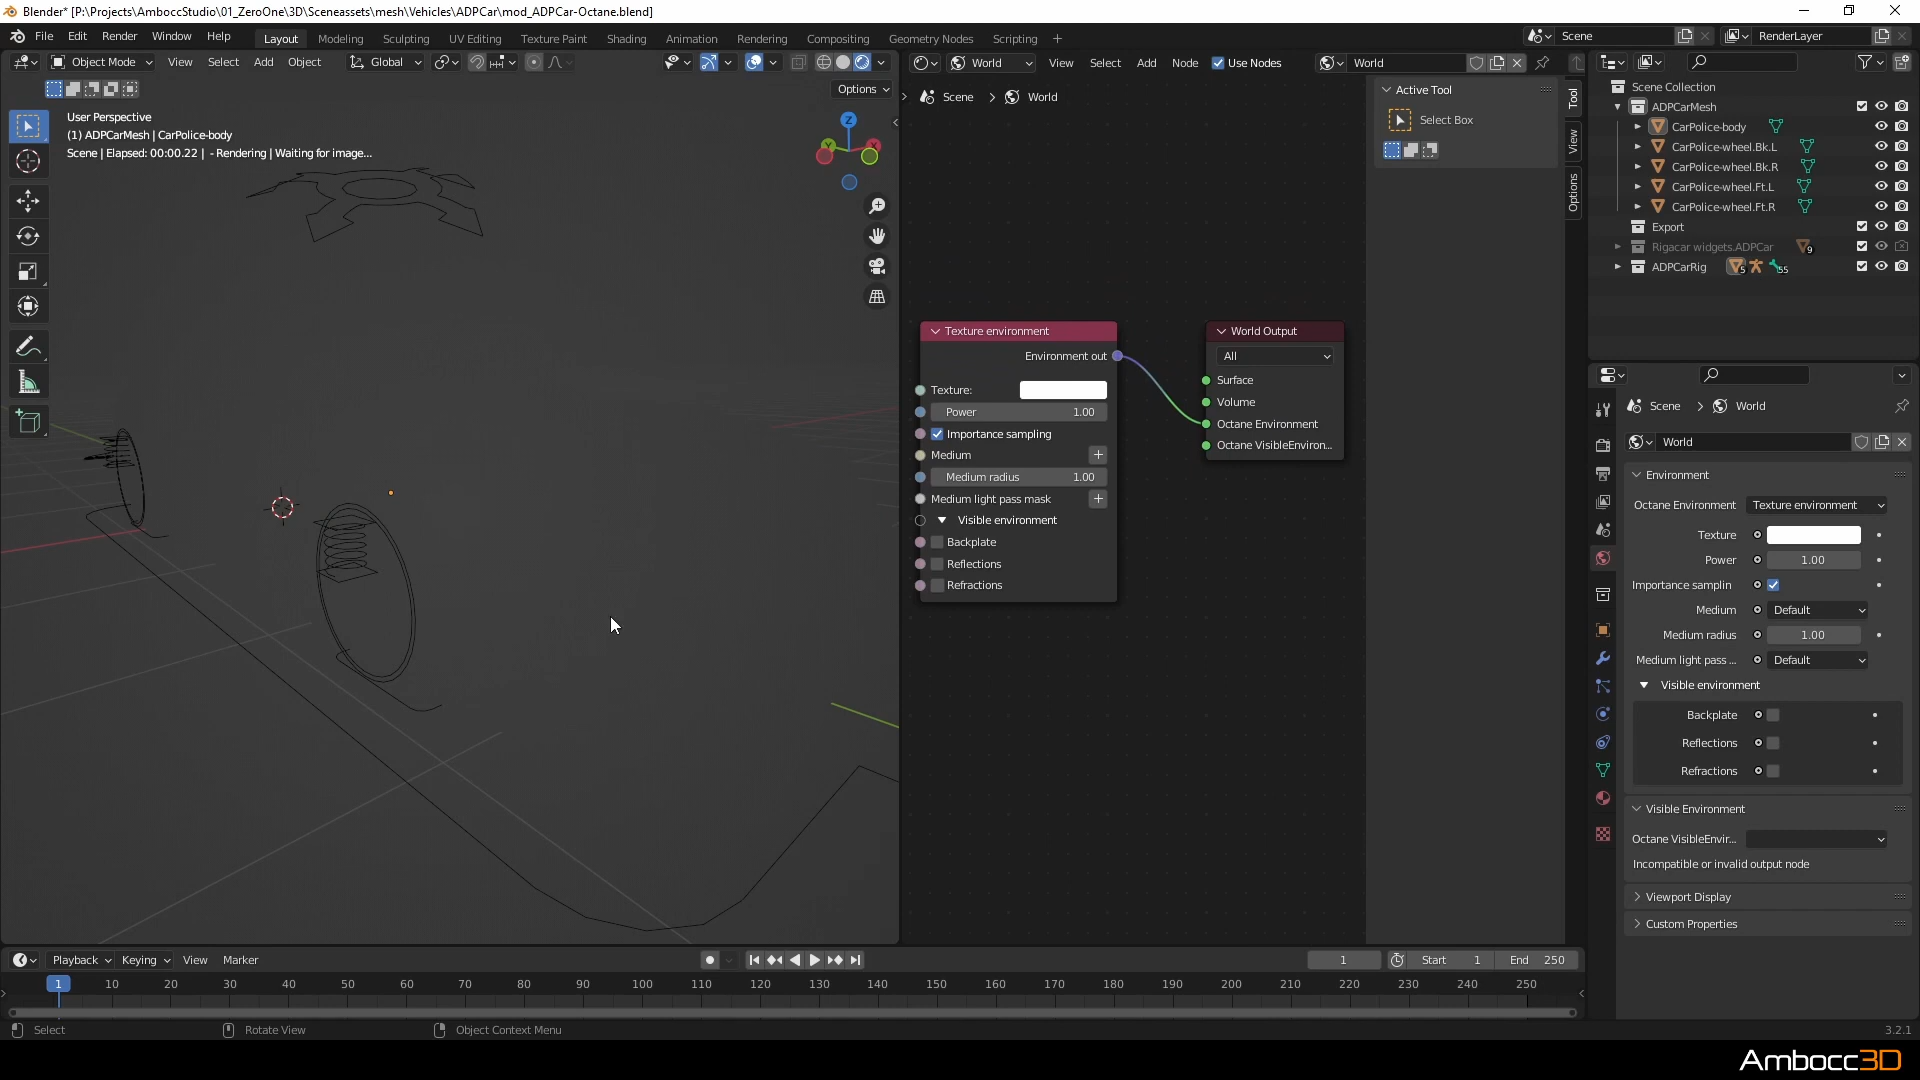 Blender* [P:\Projects\AmboccStudio\01_ZeroOne\3D\Sceneassets\mesh\Vehicles\ADPCar\mod_ADPCar-Octane.blend]
File Edit Render Window Help Layout Modeling Sculpting UV Editing Texture Paint Shading Animation Rendering Compositing Geometry Nodes Scripting + Scene RenderLayer
Object Mode View Select Add Object Global World View Select Add Node Use Nodes World
Options
User Perspective
(1) ADPCarMesh | CarPolice-body
Scene | Elapsed: 00:00.22 | - Rendering | Waiting for image...
Z
Y
X
Scene > World
Active Tool
Select Box
Tool
View
Options
Texture environment
Environment out
Texture:
Power 1.00
Importance sampling
Medium
Medium radius 1.00
Medium light pass mask
Visible environment
Backplate
Reflections
Refractions
World Output
All
Surface
Volume
Octane Environment
Octane VisibleEnviron...
Scene Collection
ADPCarMesh
CarPolice-body
CarPolice-wheel.Bk.L
CarPolice-wheel.Bk.R
CarPolice-wheel.Ft.L
CarPolice-wheel.Ft.R
Export
Rigacar widgets.ADPCar 9
ADPCarRig 5 55
Scene > World
World
Environment
Octane Environment Texture environment
Texture
Power 1.00
Importance samplin
Medium Default
Medium radius 1.00
Medium light pass ... Default
Visible environment
Backplate
Reflections
Refractions
Visible Environment
Octane VisibleEnvir...
Incompatible or invalid output node
Viewport Display
Custom Properties
Playback Keying View Marker 1 Start 1 End 250
1 10 20 30 40 50 60 70 80 90 100 110 120 130 140 150 160 170 180 190 200 210 220 230 240 250
Select Rotate View Object Context Menu 3.2.1
Ambocc3D